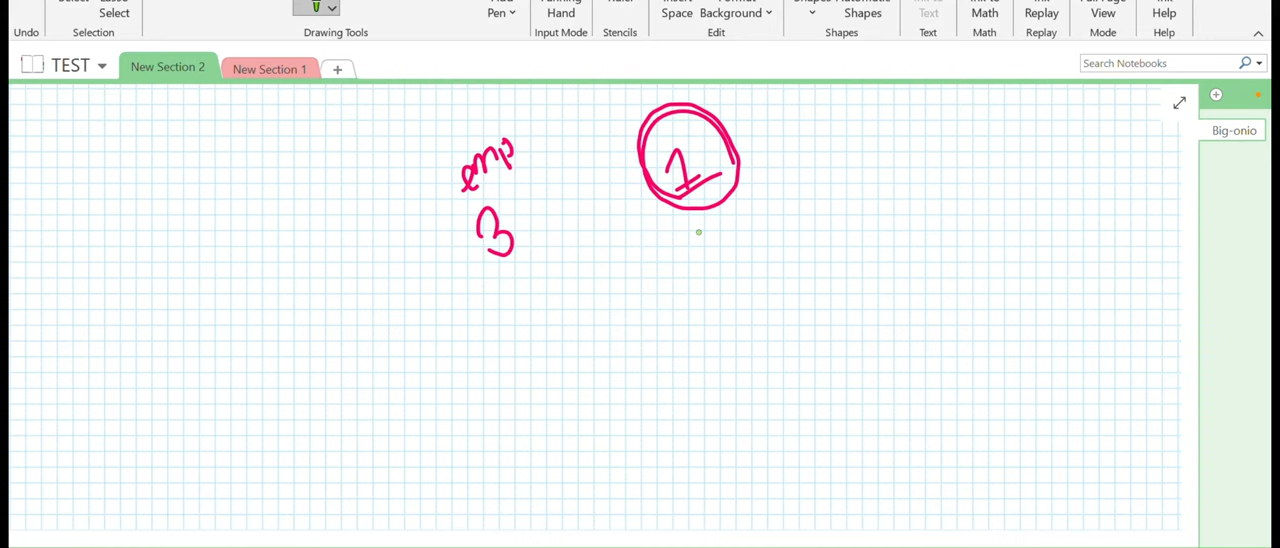 Pen
Hand
Space Background
Shapes
Text
Math
Replay
View
Help
Select
Undo
Selection
Drawing Tools
Input Mode
Stencils
Edit
Shapes
Text
Math
Replay
Mode
Help
TEST
New Section 2
New Section 1
+
Search Notebooks
Big-onio
emp
1
3